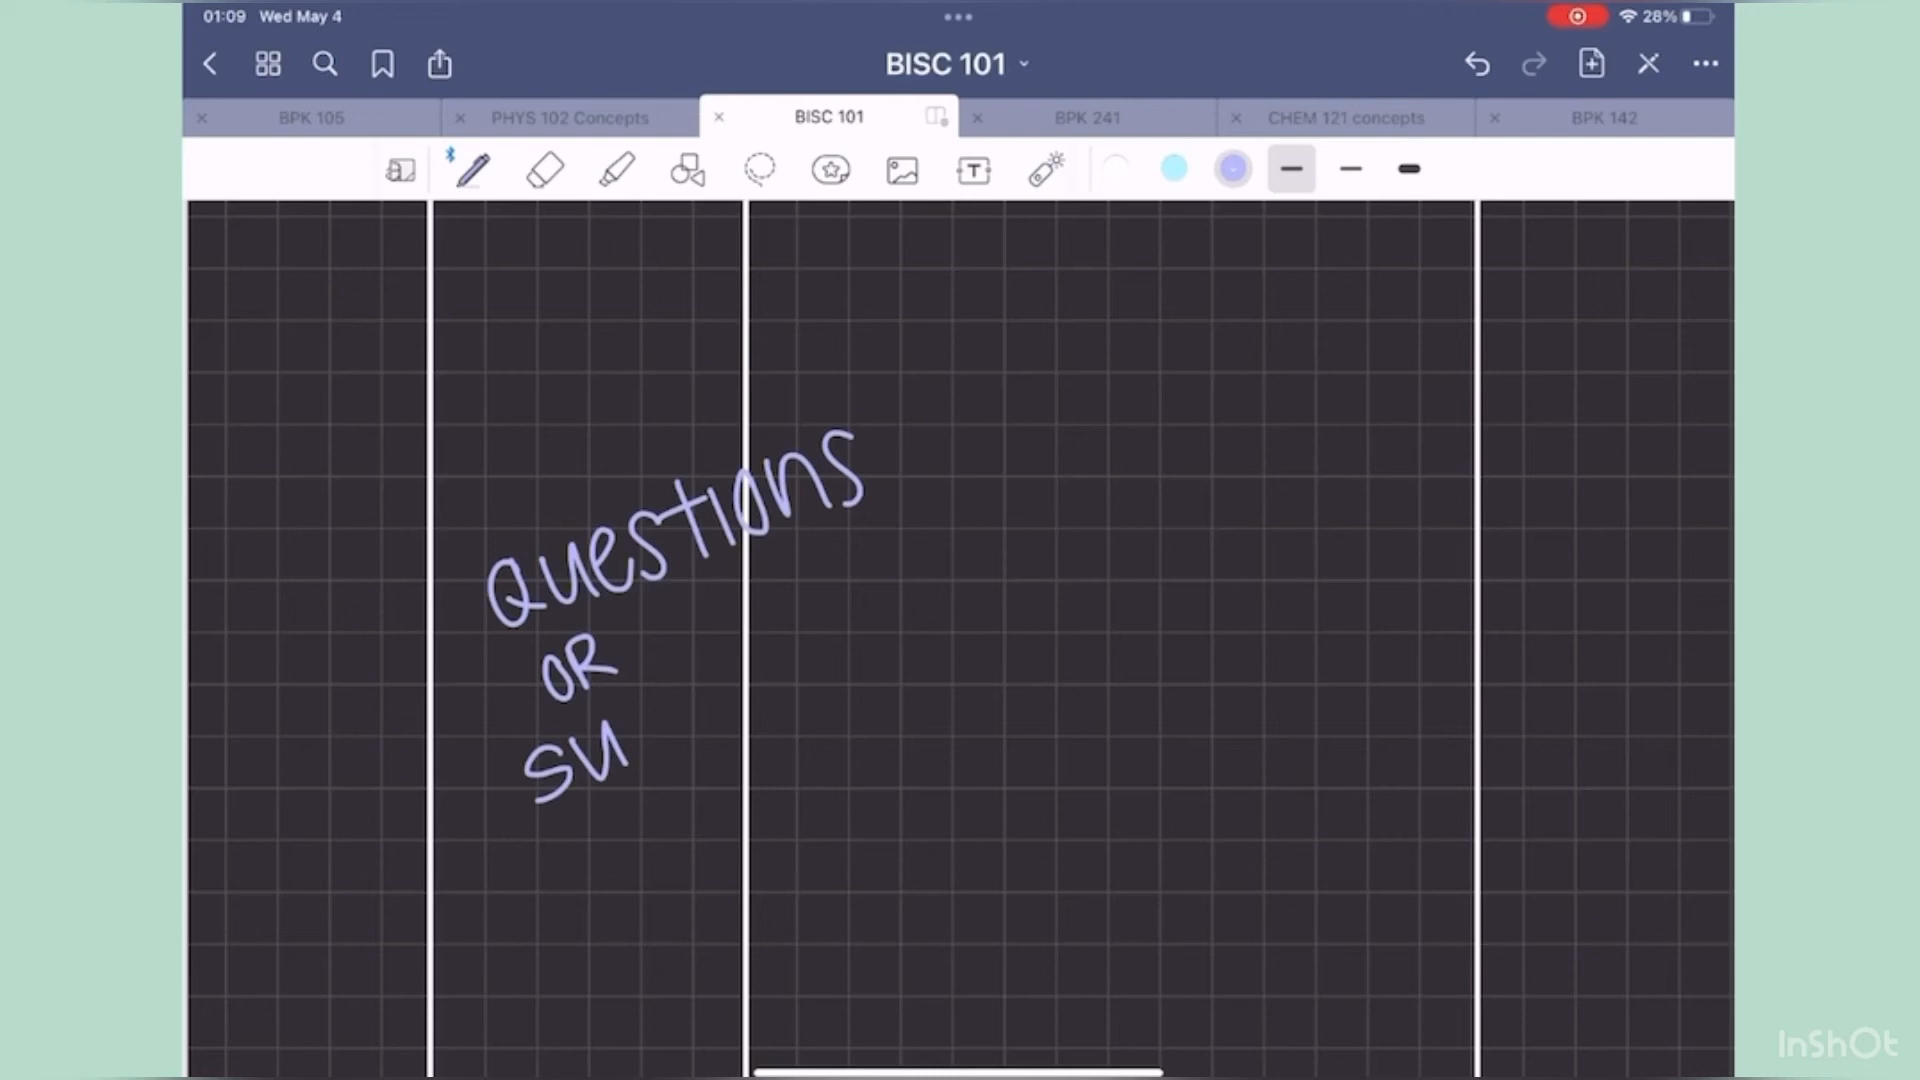 01:09 Wed May 4
28%
BISC 101
BPK 105
PHYS 102 Concepts
BISC 101
BPK 241
CHEM 121 concepts
BPK 142
T
QUESTIONS
OR
SU
InShOt